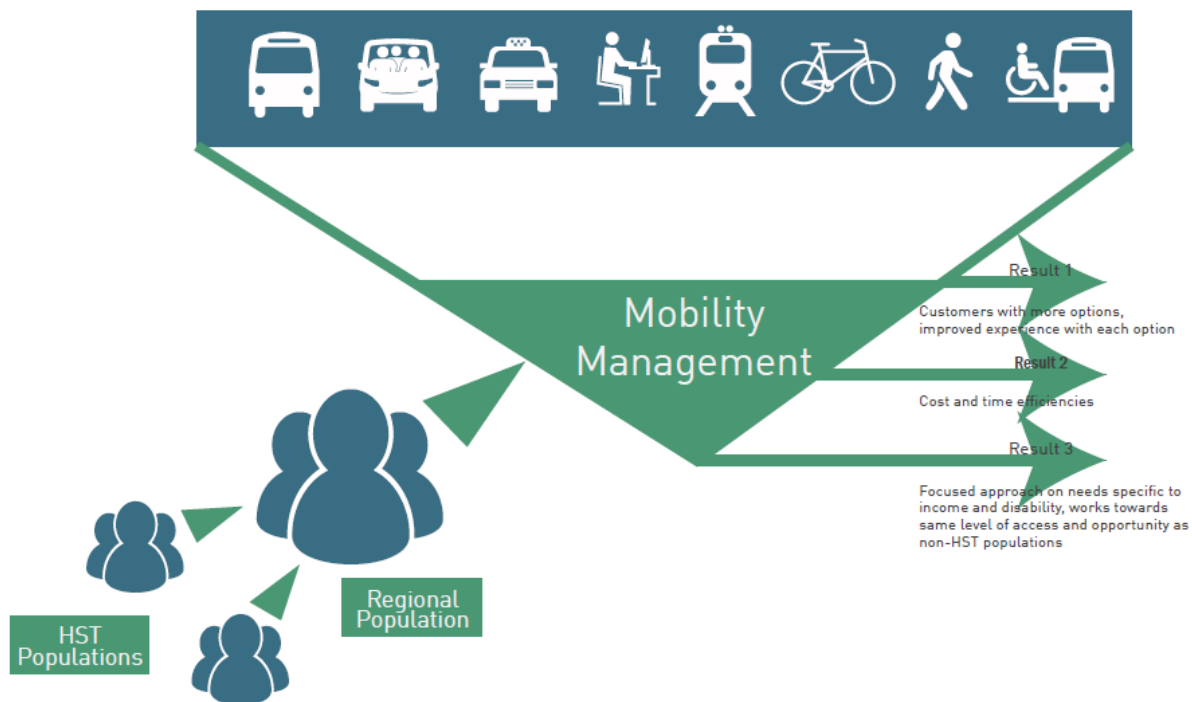 Mobility
Management
Result 1
Customers with more options,
improved experience with each option
Result 2
Cost and time efficiencies
Result 3
Focused approach on needs specific to
income and disability, works towards
same level of access and opportunity as
non-HST populations
Regional
Population
HST
Populations